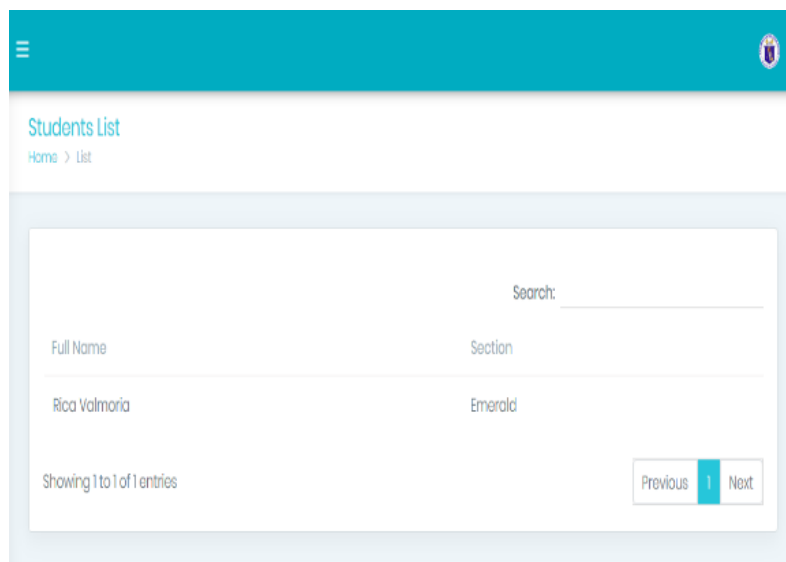 Students List
Home > List
Search:
Full Name Section
Rica Valmoria Emerald
Showing 1 to 1 of 1 entries Previous 1 Next